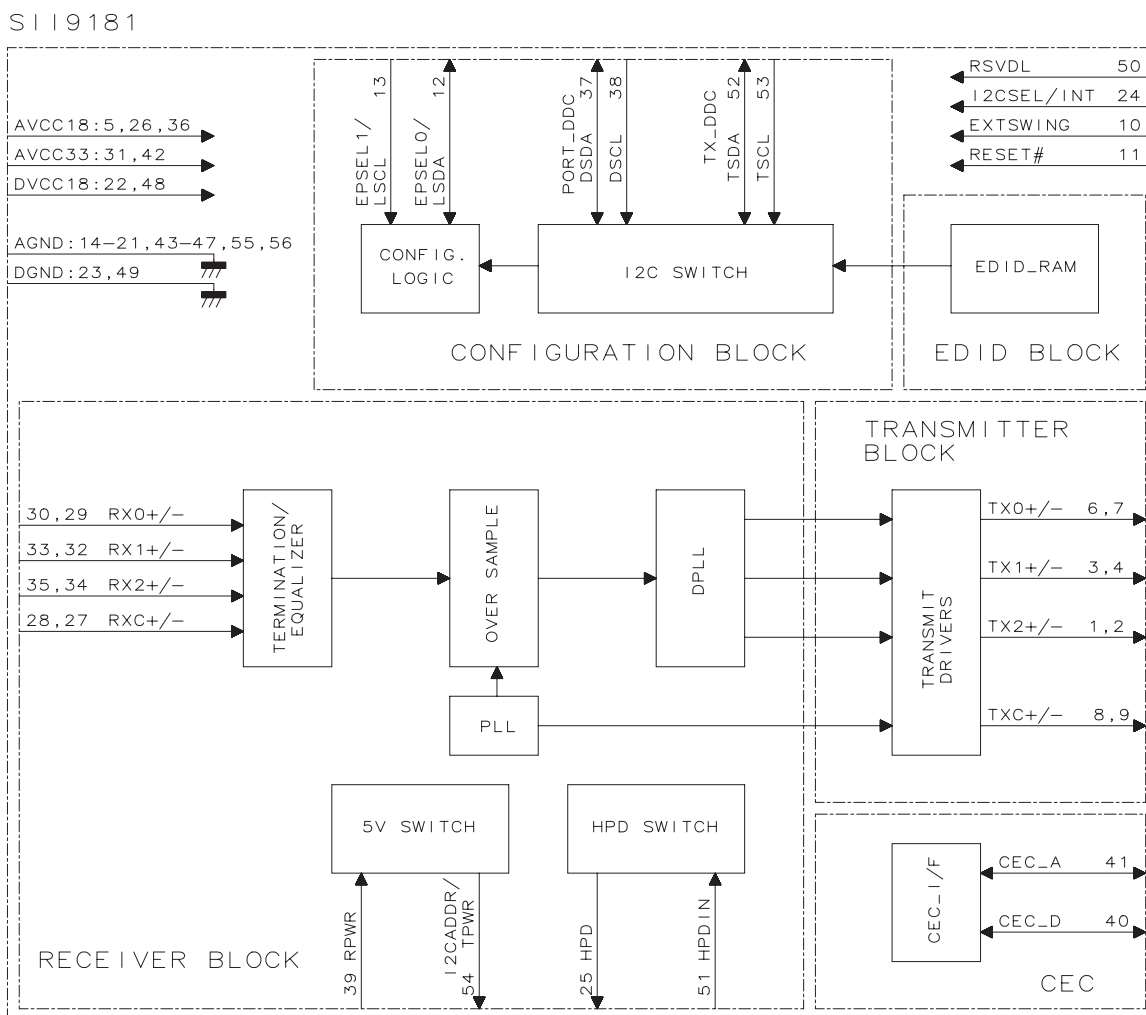 SII9181
AVCC18:5,26,36
AVCC33:31,42
DVCC18:22,48
AGND:14–21,43–47,55,56
DGND:23,49
EPSEL1/
LSCL
13
EPSEL0/
LSDA
12
PORT_DDC
DSDA 37
DSCL 38
TX_DDC
TSDA 52
TSCL 53
RSVDL 50
I2CSEL/INT 24
EXTSWING 10
RESET# 11
CONFIG.
LOGIC
I2C SWITCH
EDID_RAM
CONFIGURATION BLOCK
EDID BLOCK
30,29 RX0+/–
33,32 RX1+/–
35,34 RX2+/–
28,27 RXC+/–
TERMINATION/
EQUALIZER
OVER SAMPLE
DPLL
PLL
TRANSMITTER
BLOCK
TRANSMIT
DRIVERS
TX0+/– 6,7
TX1+/– 3,4
TX2+/– 1,2
TXC+/– 8,9
5V SWITCH
HPD SWITCH
39 RPWR
I2CADDR/
54 TPWR
25 HPD
51 HPDIN
RECEIVER BLOCK
CEC_I/F
CEC_A 41
CEC_D 40
CEC